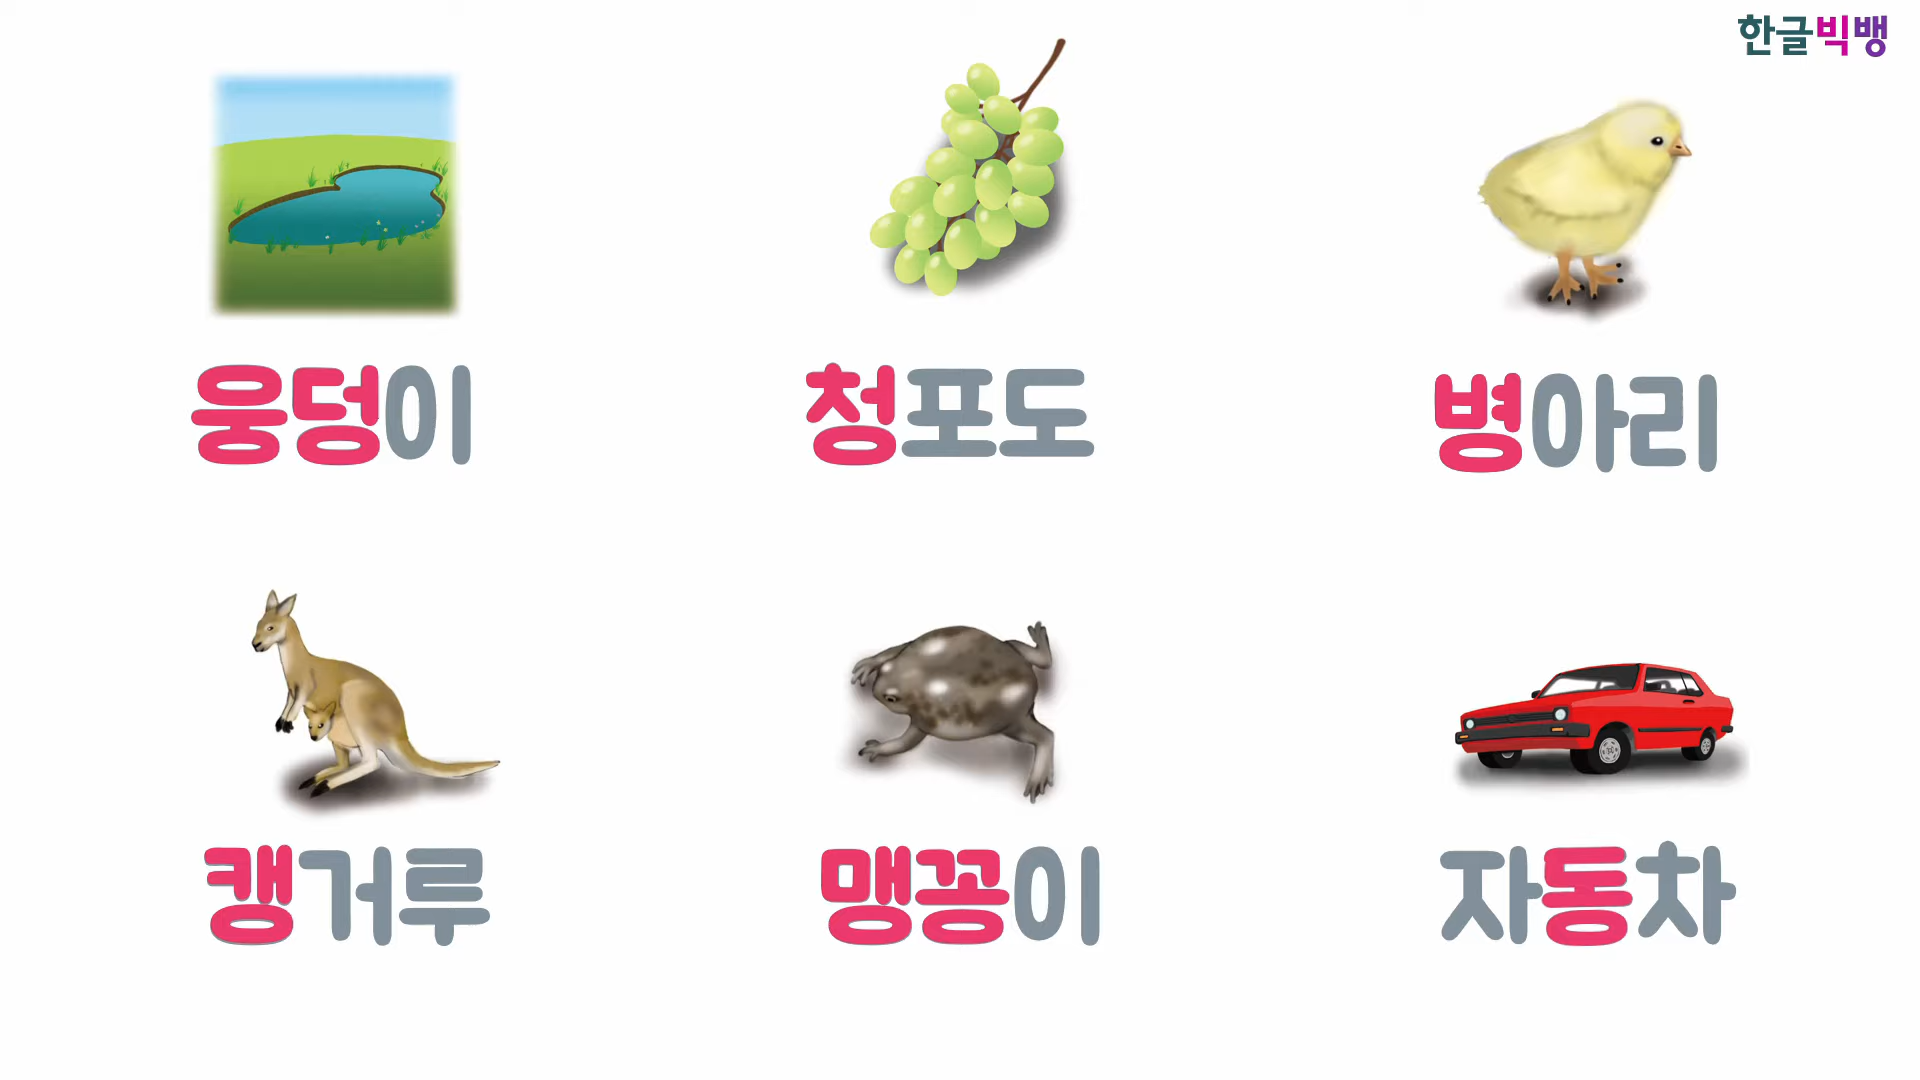 한글빅뱅
웅덩이
청포도
병아리
캥거루
맹꽁이
자동차